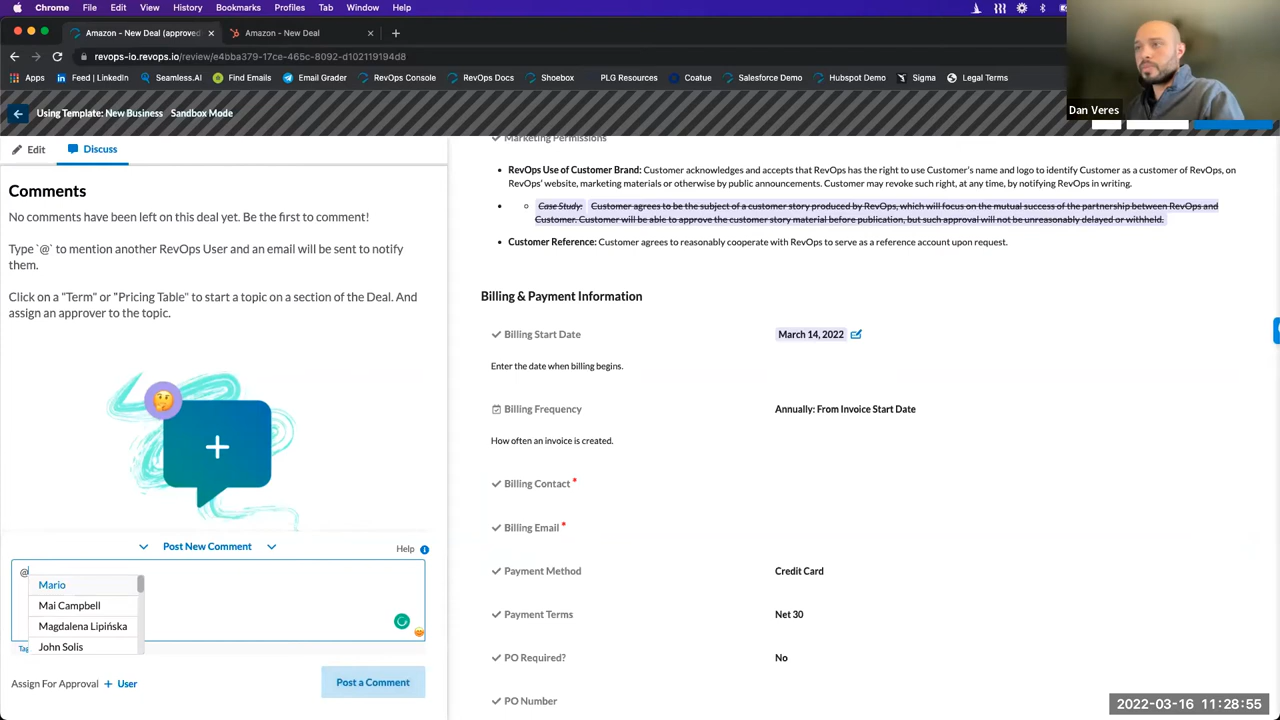 Chrome File Edit View History Bookmarks Profiles Tab Window Help
Amazon - New Deal (approved
Amazon - New Deal
revops-io.revops.io/review/e4bba379-17ce-465c-8092-d102119194d8
Apps Feed | LinkedIn Seamless.AI Find Emails Email Grader RevOps Console RevOps Docs Shoebox PLG Resources Coatue Salesforce Demo Hubspot Demo Sigma Legal Terms
Dan Veres
Using Template: New Business Sandbox Mode
Edit Discuss
Comments
No comments have been left on this deal yet. Be the first to comment!
Type `@` to mention another RevOps User and an email will be sent to notify
them.
Click on a "Term" or "Pricing Table" to start a topic on a section of the Deal. And
assign an approver to the topic.
Post New Comment
Help
@
Mario
Mai Campbell
Magdalena Lipińska
John Solis
Tag
Assign For Approval + User
Post a Comment
Marketing Permissions
RevOps Use of Customer Brand: Customer acknowledges and accepts that RevOps has the right to use Customer's name and logo to identify Customer as a customer of RevOps, on
RevOps' website, marketing materials or otherwise by public announcements. Customer may revoke such right, at any time, by notifying RevOps in writing.
Case Study: Customer agrees to be the subject of a customer story produced by RevOps, which will focus on the mutual success of the partnership between RevOps and
Customer. Customer will be able to approve the customer story material before publication, but such approval will not be unreasonably delayed or withheld.
Customer Reference: Customer agrees to reasonably cooperate with RevOps to serve as a reference account upon request.
Billing & Payment Information
Billing Start Date March 14, 2022
Enter the date when billing begins.
Billing Frequency Annually: From Invoice Start Date
How often an invoice is created.
Billing Contact *
Billing Email *
Payment Method Credit Card
Payment Terms Net 30
PO Required? No
PO Number
2022-03-16 11:28:55